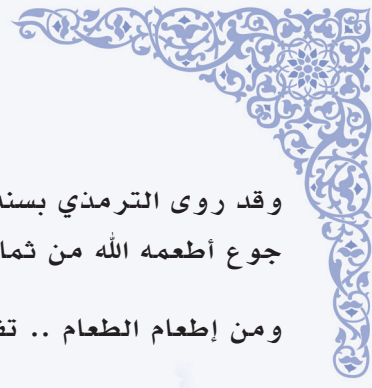 وقد روى الترمذي بسند
جوع أطعمه الله من ثما
ومن إطعام الطعام .. تف